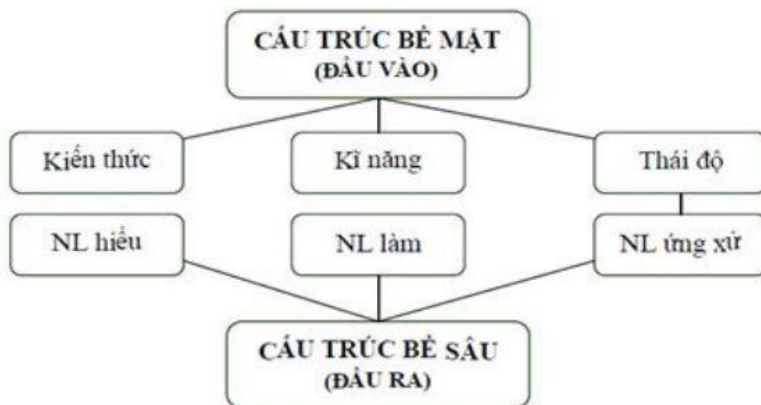 CẤU TRÚC BỀ MẶT
(ĐẦU VÀO)
Kiến thức
Kĩ năng
Thái độ
NL hiểu
NL làm
NL ứng xử
CẤU TRÚC BỀ SÂU
(ĐẦU RA)